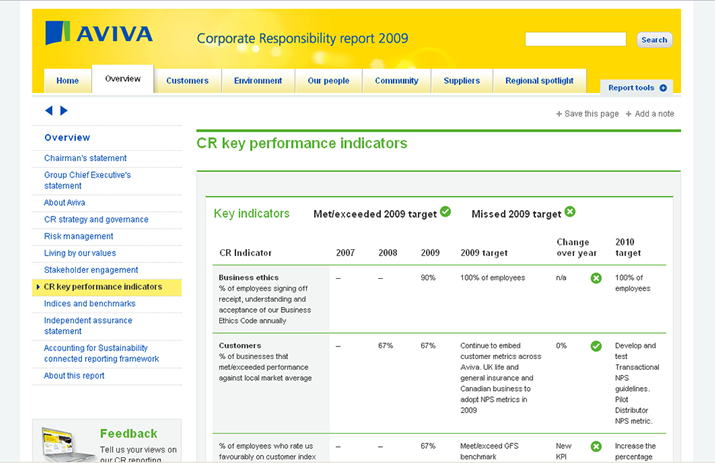 AVIVA
Corporate Responsibility report 2009
Search
Home
Overview
Customers
Environment
Our people
Community
Suppliers
Regional spotlight
Report tools
+ Save this page + Add a note
Overview
Chairman's statement
Group Chief Executive's
statement
About Aviva
CR strategy and governance
Risk management
Living by our values
Stakeholder engagement
CR key performance indicators
Indices and benchmarks
Independent assurance
statement
Accounting for Sustainability
connected reporting framework
About this report
Feedback
Tell us your views on
our CR reporting
CR key performance indicators
Key indicators Met/exceeded 2009 target Missed 2009 target
CR Indicator 2007 2008 2009 2009 target Change over year 2010 target
Business ethics
% of employees signing off
receipt, understanding and
acceptance of our Business
Ethics Code annually
– – 90% 100% of employees n/a 100% of
employees
Customers
% of businesses that
met/exceeded performance
against local market average
– 67% 67% Continue to embed
customer metrics across
Aviva. UK life and
general insurance and
Canadian business to
adopt NPS metrics in
2009
0%
Develop and
test
Transactional
NPS
guidelines.
Pilot
Distributor
NPS metric.
% of employees who rate us
favourably on customer index
– – 67% Meet/exceed GFS
benchmark
New
KPI
Increase the
percentage